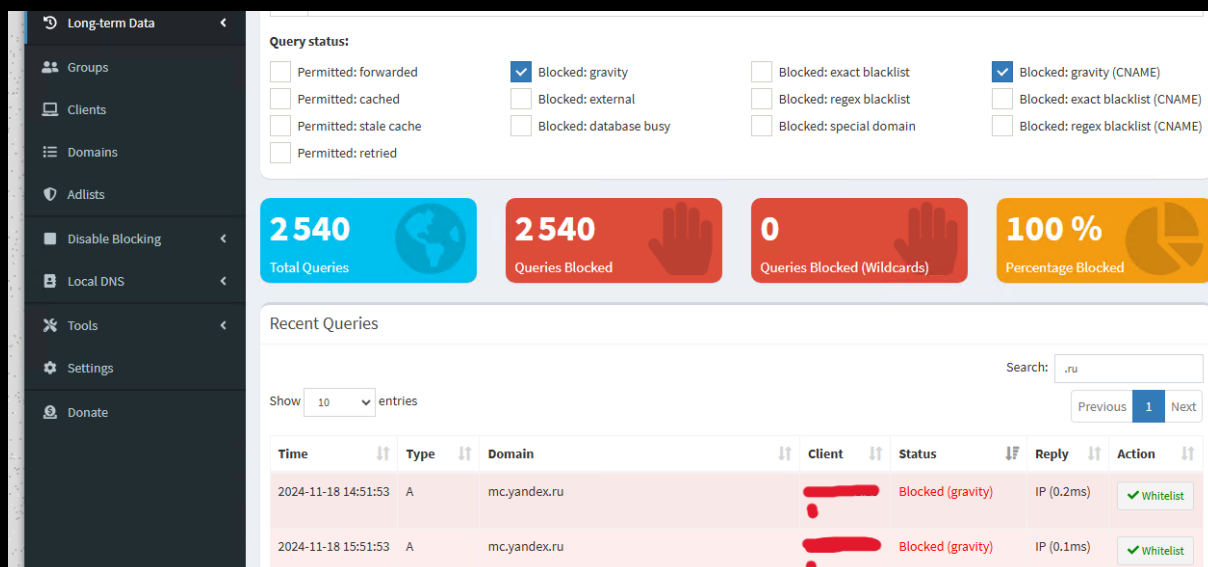 Long-term Data
Groups
Clients
Domains
Adlists
Disable Blocking
Local DNS
Tools
Settings
Donate
Query status:
Permitted: forwarded Blocked: gravity Blocked: exact blacklist Blocked: gravity (CNAME)
Permitted: cached Blocked: external Blocked: regex blacklist Blocked: exact blacklist (CNAME)
Permitted: stale cache Blocked: database busy Blocked: special domain Blocked: regex blacklist (CNAME)
Permitted: retried
2 540 2 540 0 100 %
Total Queries Queries Blocked Queries Blocked (Wildcards) Percentage Blocked
Recent Queries
Search: .ru
Show 10 entries
Previous 1 Next
Time Type Domain Client Status Reply Action
2024-11-18 14:51:53 A mc.yandex.ru Blocked (gravity) IP (0.2ms) Whitelist
2024-11-18 15:51:53 A mc.yandex.ru Blocked (gravity) IP (0.1ms) Whitelist